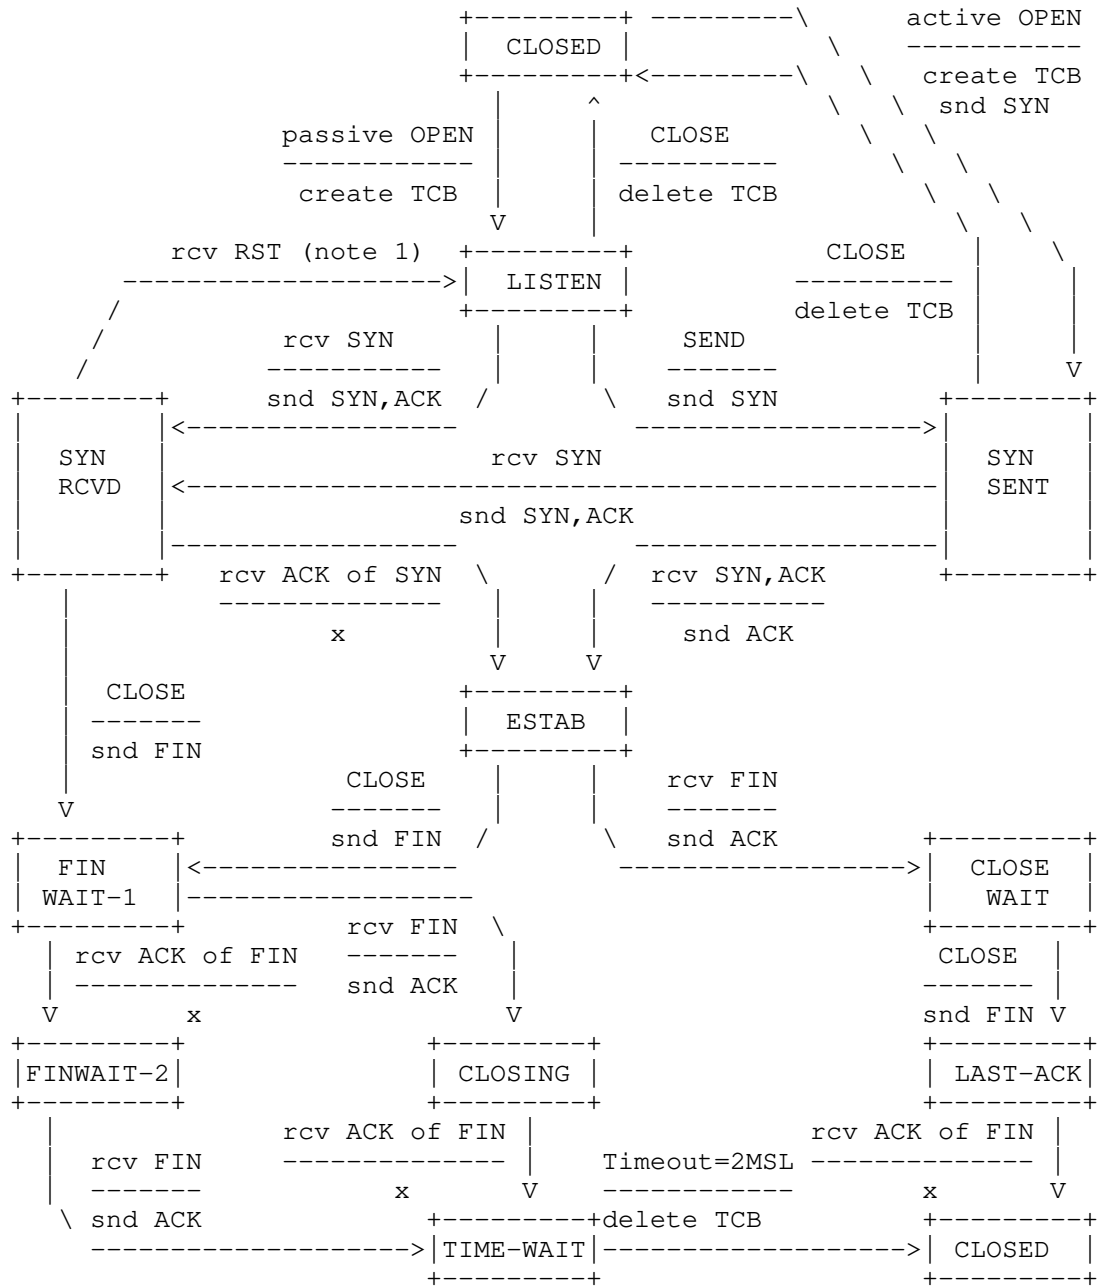 active OPEN
CLOSED
create TCB
snd SYN
passive OPEN CLOSE
create TCB delete TCB
rcv RST (note 1) CLOSE
LISTEN
delete TCB
rcv SYN SEND
snd SYN,ACK snd SYN
SYN rcv SYN SYN
RCVD SENT
snd SYN,ACK
rcv ACK of SYN rcv SYN,ACK
x snd ACK
CLOSE
ESTAB
snd FIN
CLOSE rcv FIN
snd FIN snd ACK
FIN CLOSE
WAIT-1 WAIT
rcv FIN
rcv ACK of FIN CLOSE
snd ACK
x snd FIN
FINWAIT-2 CLOSING LAST-ACK
rcv ACK of FIN rcv ACK of FIN
rcv FIN Timeout=2MSL
x x
snd ACK delete TCB
TIME-WAIT CLOSED